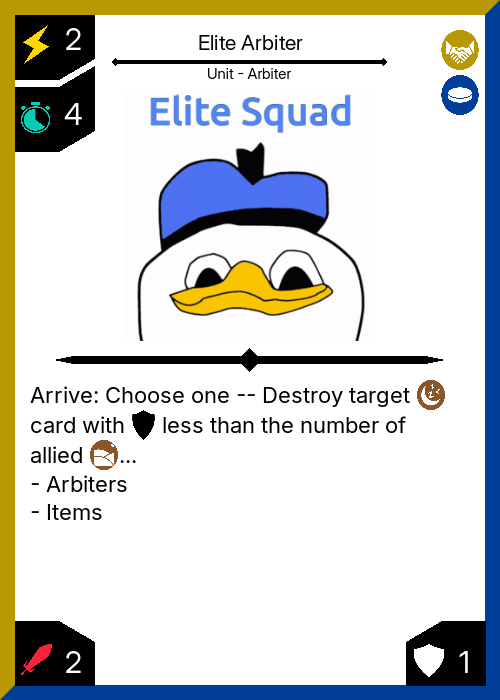 2
Elite Arbiter
Unit - Arbiter
4
Elite Squad
Arrive: Choose one -- Destroy target
card with less than the number of
allied ...
- Arbiters
- Items
2
1